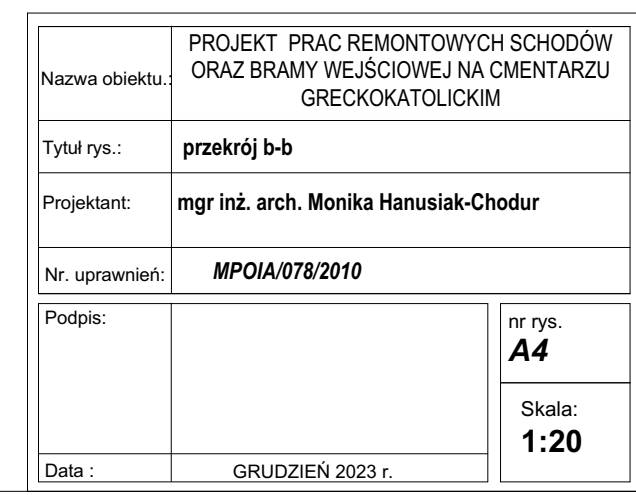 Nazwa obiektu.:
PROJEKT PRAC REMONTOWYCH SCHODÓW
ORAZ BRAMY WEJŚCIOWEJ NA CMENTARZU
GRECKOKATOLICKIM
Tytuł rys.:
przekrój b-b
Projektant:
mgr inż. arch. Monika Hanusiak-Chodur
Nr. uprawnień:
MPOIA/078/2010
Podpis:
nr rys.
A4
Skala:
1:20
Data :
GRUDZIEŃ 2023 r.